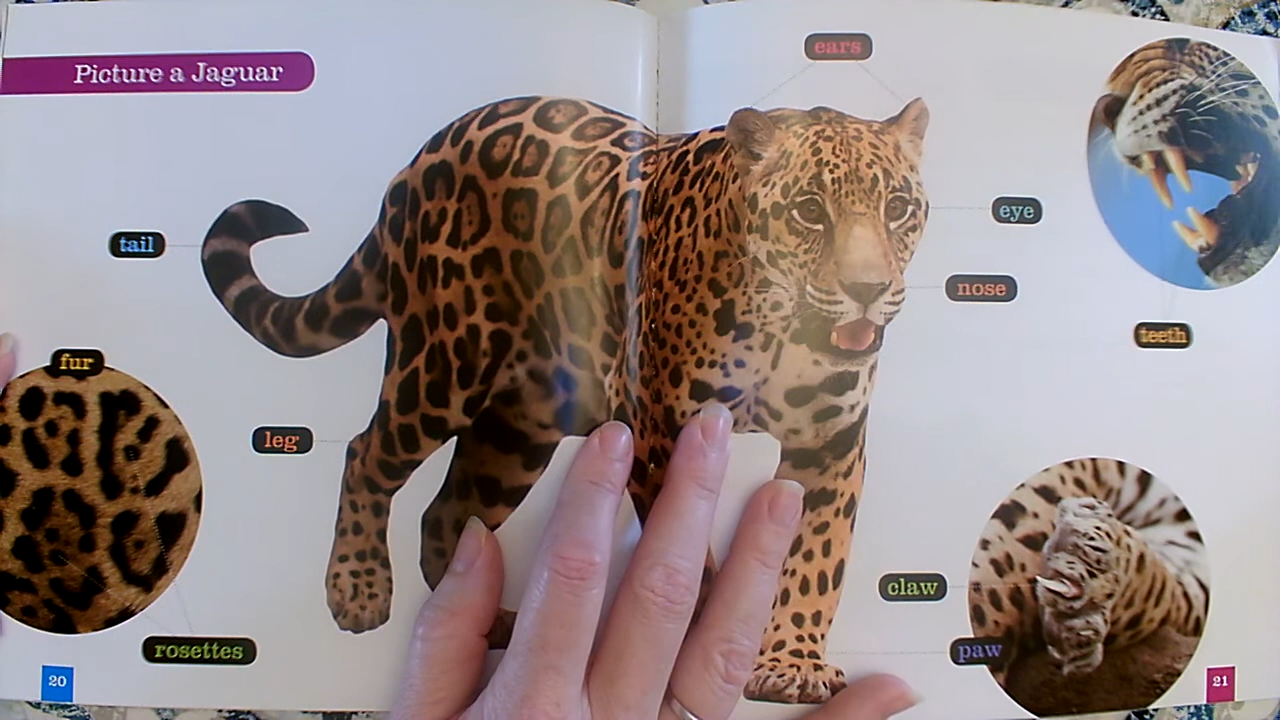 Picture a Jaguar
tail
fur
leg
rosettes
20
ears
eye
nose
teeth
claw
paw
21